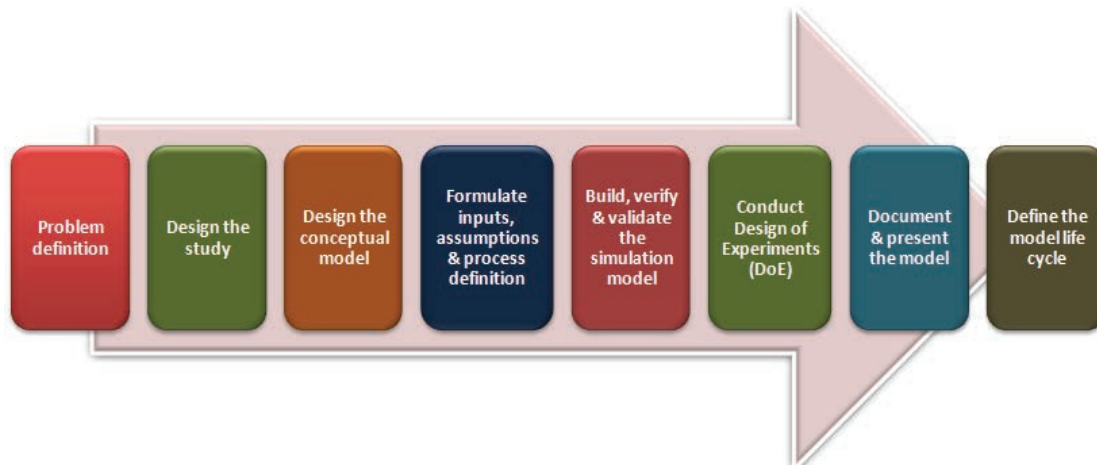 Problem
definition
Design the
study
Design the
conceptual
model
Formulate
inputs,
assumptions
& process
definition
Build, verify
& validate
the
simulation
model
Conduct
Design of
Experiments
(DoE)
Document
& present
the model
Define the
model life
cycle